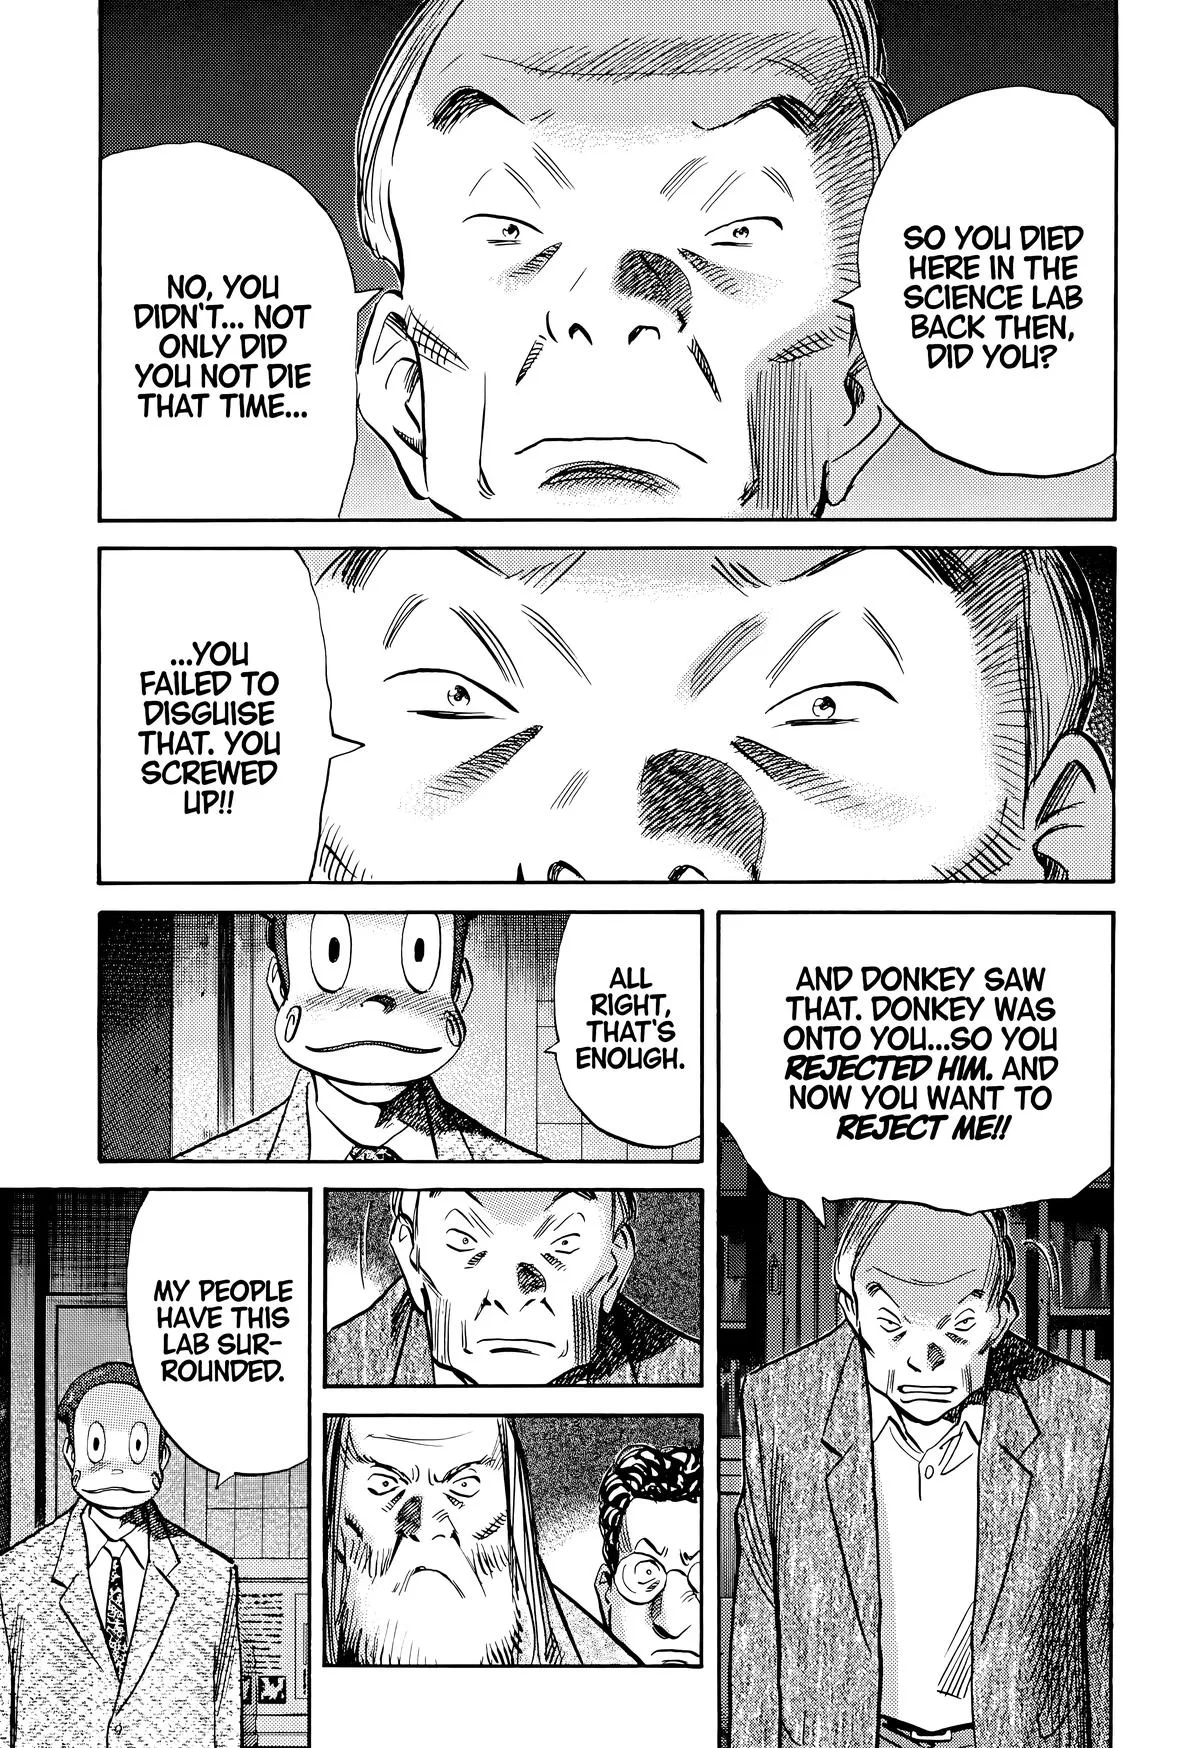 SO YOU DIED
HERE IN THE
SCIENCE LAB
BACK THEN,
DID YOU?
NO, YOU
DIDN'T... NOT
ONLY DID
YOU NOT DIE
THAT TIME...
...YOU
FAILED TO
DISGUISE
THAT. YOU
SCREWED
UP!!
AND DONKEY SAW
THAT. DONKEY WAS
ONTO YOU...SO YOU
REJECTED HIM. AND
NOW YOU WANT TO
REJECT ME!!
ALL
RIGHT,
THAT'S
ENOUGH.
MY PEOPLE
HAVE THIS
LAB SUR-
ROUNDED.